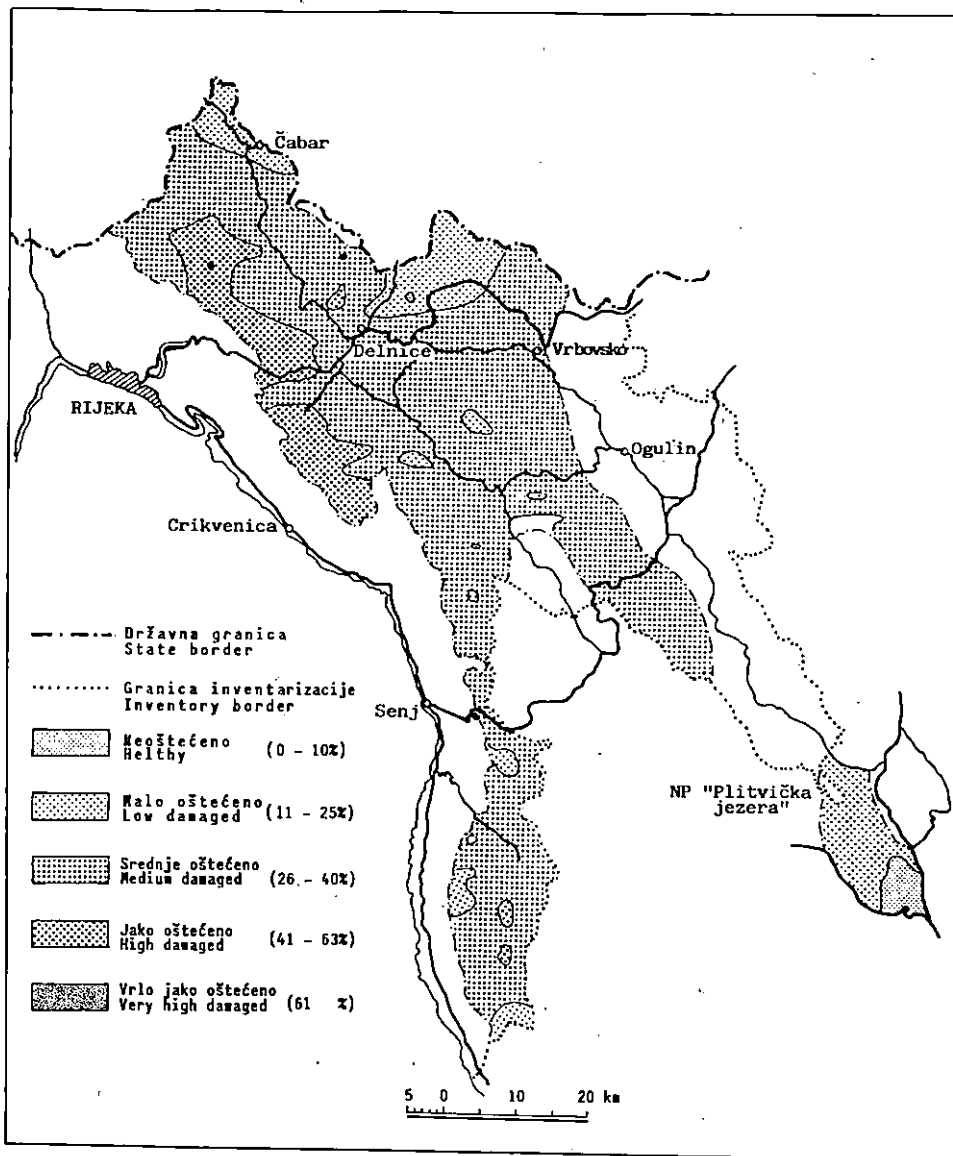 Čabar
Delnice
Vrbovsko
RIJEKA
Ogulin
Crikvenica
Državna granica
State border
Granica inventarizacije
Inventory border
Senj
Neoštećeno
Helthy
(0 - 10%)
NP "Plitvička
jezera"
Malo oštećeno
Low damaged
(11 - 25%)
Srednje oštećeno
Medium damaged
(26 - 40%)
Jako oštećeno
High damaged
(41 - 63%)
Vrlo jako oštećeno
Very high damaged
(61 %)
5 0 10 20 km